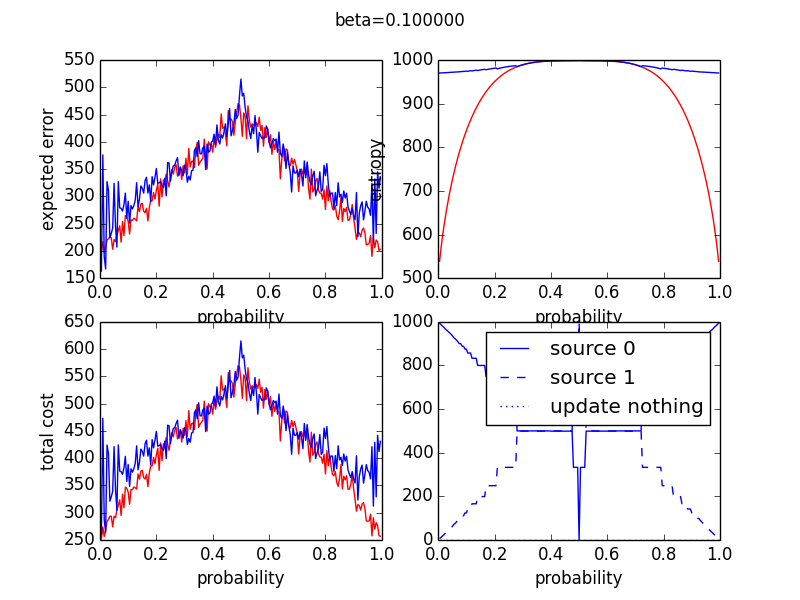 beta=0.100000
550
500
450
400
350
300
250
200
150
expected error
0.0 0.2 0.4 0.6 0.8 1.0
probability
1000
900
800
700
600
500
entropy
0.0 0.2 0.4 0.6 0.8 1.0
probability
650
600
550
500
450
400
350
300
250
total cost
0.0 0.2 0.4 0.6 0.8 1.0
probability
1000
800
600
400
200
0
source 0
source 1
update nothing
0.0 0.2 0.4 0.6 0.8 1.0
probability